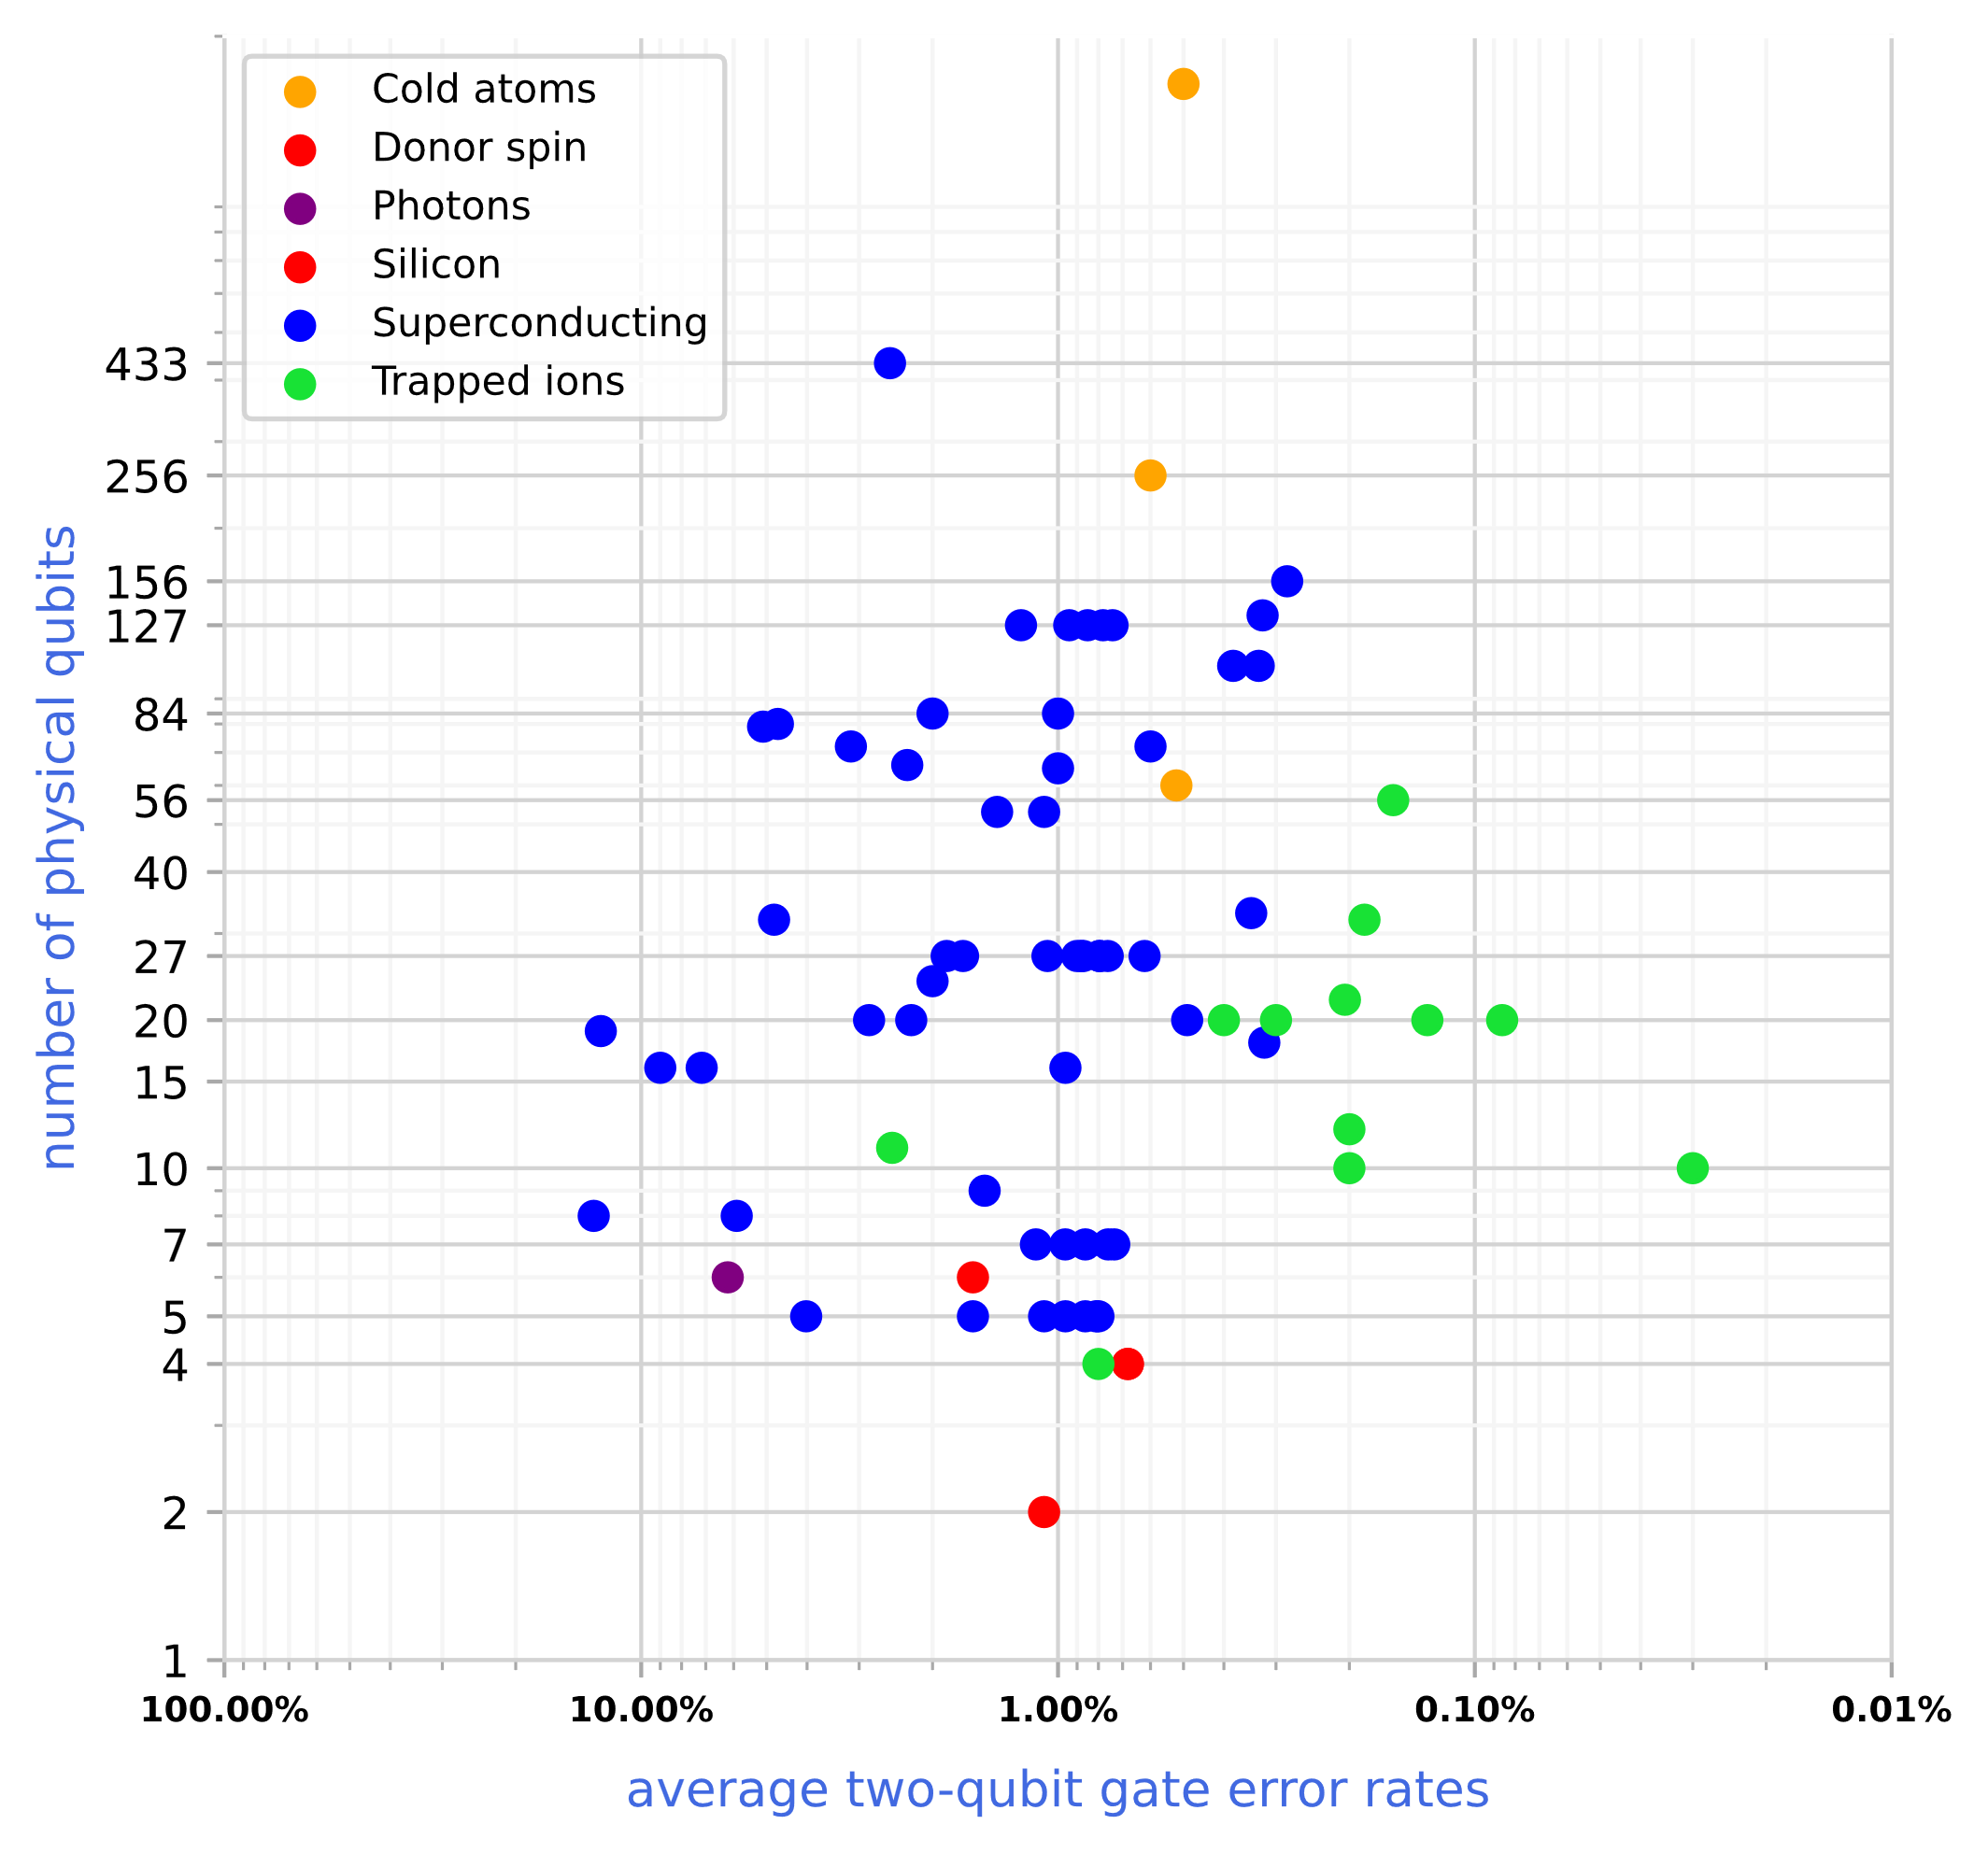 Cold atoms
Donor spin
Photons
Silicon
Superconducting
Trapped ions
number of physical qubits
433
256
156
127
84
56
40
27
20
15
10
7
5
4
2
1
100.00% 10.00% 1.00% 0.10% 0.01%
average two-qubit gate error rates